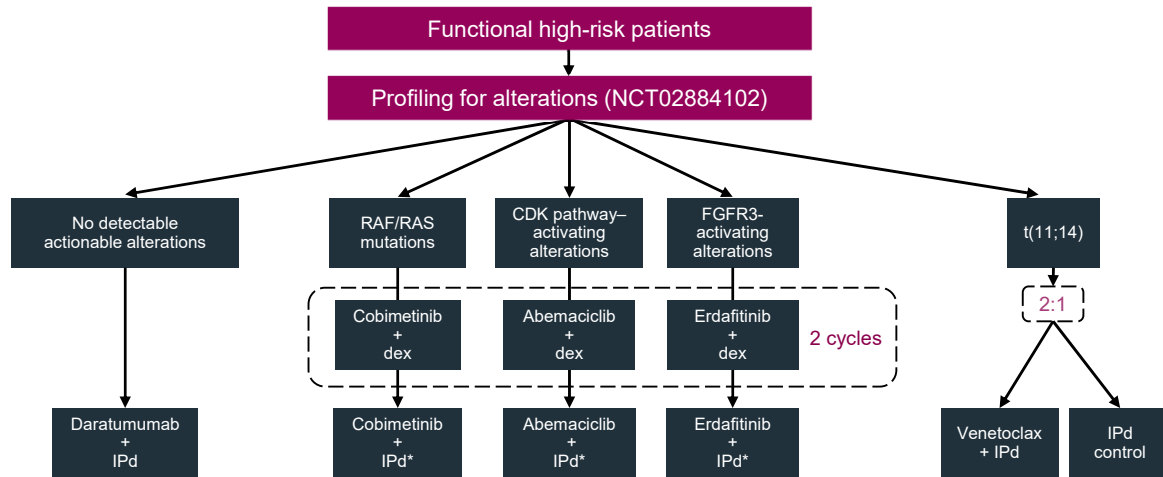 Functional high-risk patients
Profiling for alterations (NCT02884102)
No detectable
actionable alterations
RAF/RAS
mutations
CDK pathway–
activating
alterations
FGFR3-
activating
alterations
t(11;14)
Cobimetinib
+
dex
Abemaciclib
+
dex
Erdafitinib
+
dex
2 cycles
2:1
Daratumumab
+
IPd
Cobimetinib
+
IPd*
Abemaciclib
+
IPd*
Erdafitinib
+
IPd*
Venetoclax
+ IPd
IPd
control